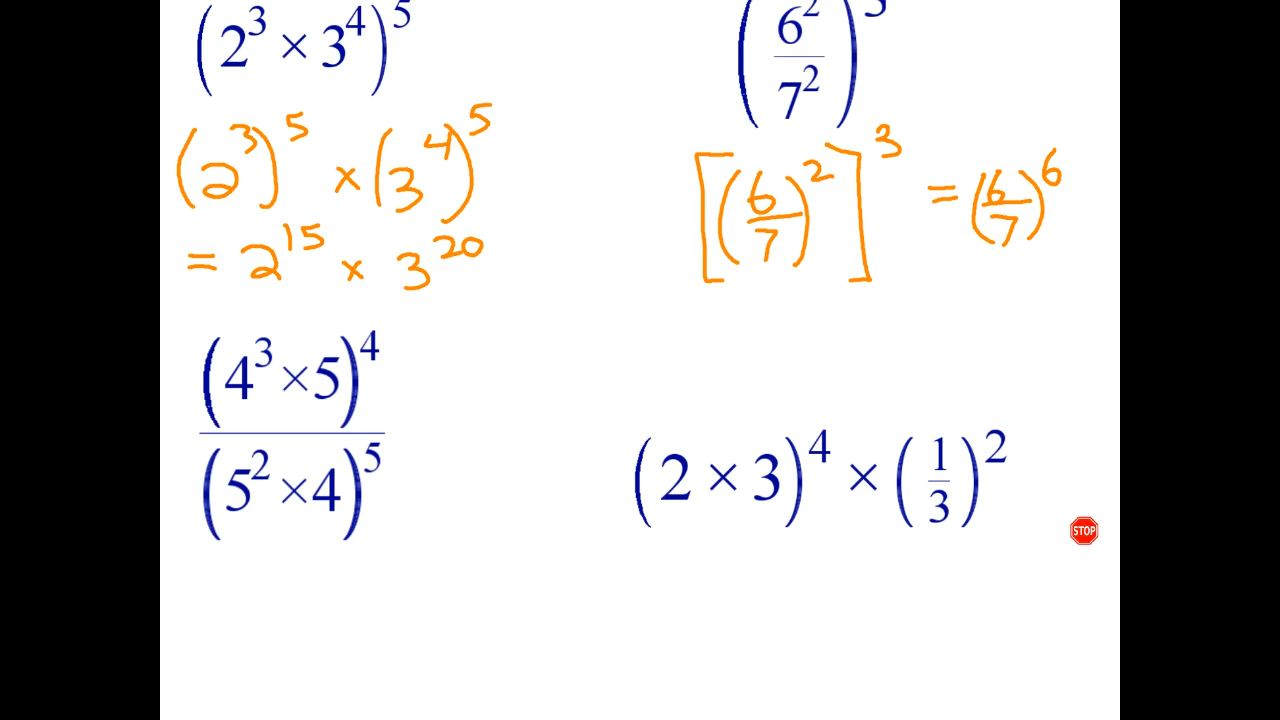 (2³ × 3⁴)⁵
(2³)⁵ × (3⁴)⁵
= 2¹⁵ × 3²⁰
(6²/7²)³
[(6/7)²]³ = (6/7)⁶
(4³ × 5)⁴
(5² × 4)⁵
(2 × 3)⁴ × (1/3)²
STOP